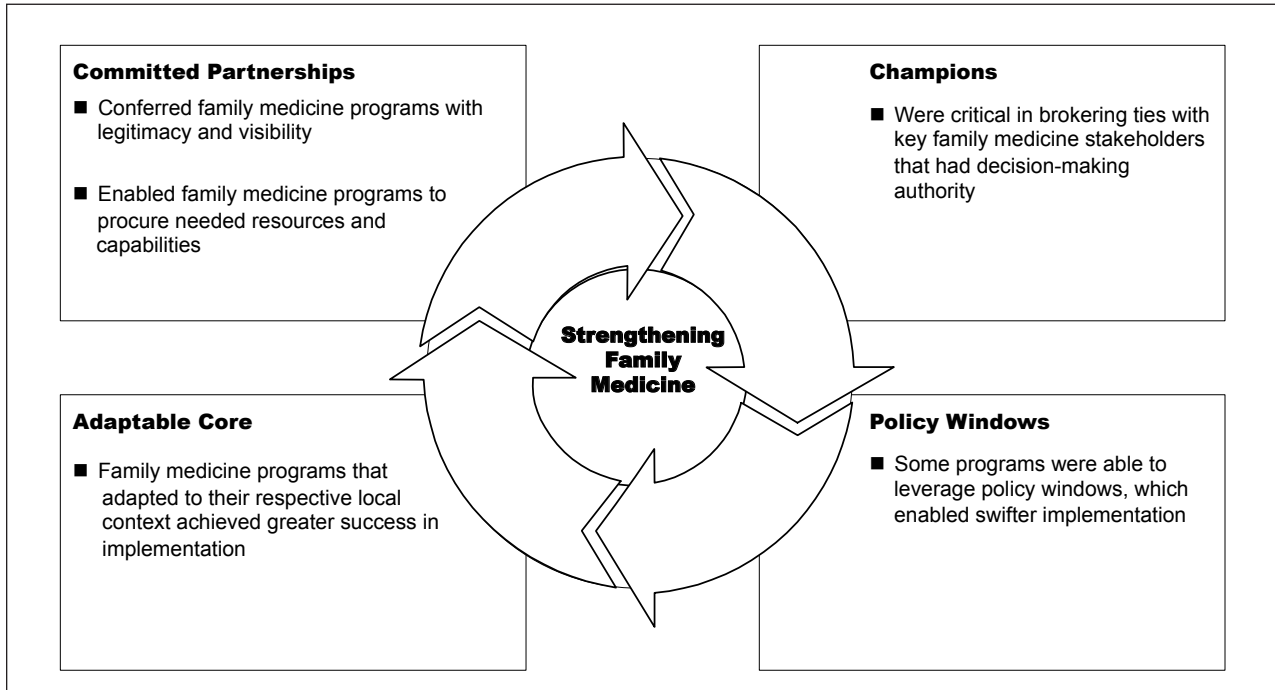 Committed Partnerships
■ Conferred family medicine programs with
legitimacy and visibility
■ Enabled family medicine programs to
procure needed resources and
capabilities
Champions
■ Were critical in brokering ties with
key family medicine stakeholders
that had decision-making
authority
Strengthening
Family
Medicine
Adaptable Core
■ Family medicine programs that
adapted to their respective local
context achieved greater success in
implementation
Policy Windows
■ Some programs were able to
leverage policy windows, which
enabled swifter implementation